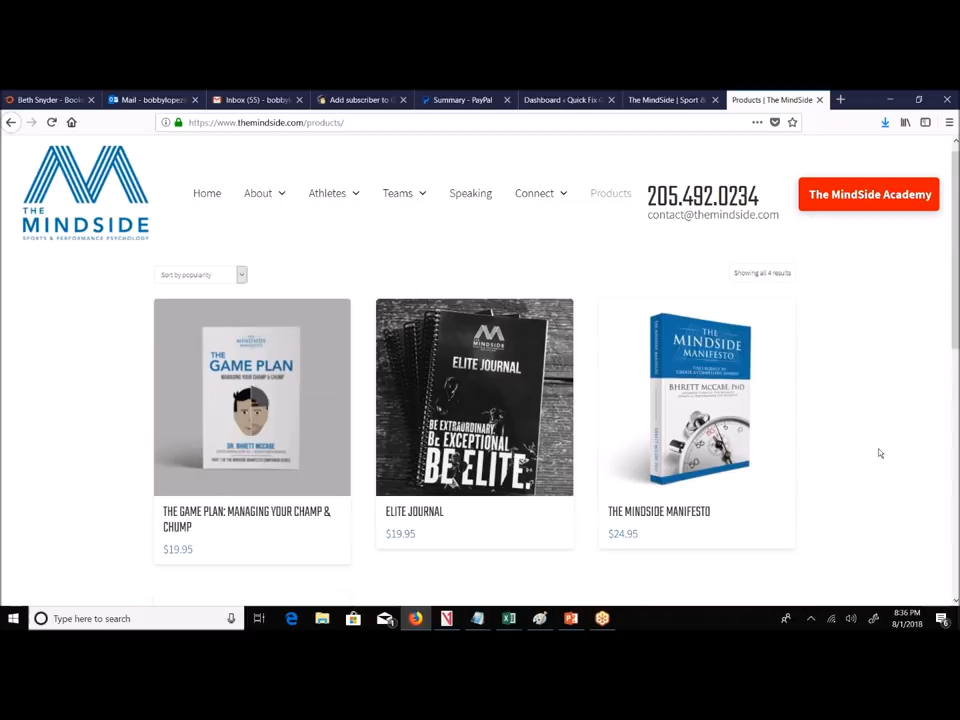 Beth Snyder - Book
Mail - bobbylopez
Inbox (55) - bobbyl
Add subscriber to
Summary - PayPal
Dashboard ‹ Quick Fix G
The MindSide | Sport &
Products | The MindSide
https://www.themindside.com/products/
THE
MINDSIDE
SPORTS & PERFORMANCE PSYCHOLOGY
Home
About
Athletes
Teams
Speaking
Connect
Products
205.492.0234
contact@themindside.com
The MindSide Academy
Sort by popularity
Showing all 4 results
THE MINDSIDE
MANIFESTO
THE
GAME PLAN
MANAGING YOUR CHAMP & CHUMP
DR. BHRETT MCCABE
MINDSIDE
ELITE JOURNAL
BE EXTRAORDINARY.
BE EXCEPTIONAL
BE ELITE.
THE
MINDSIDE
MANIFESTO
BHRETT MCCABE, PHD
THE GAME PLAN: MANAGING YOUR CHAMP &
CHUMP
$19.95
ELITE JOURNAL
$19.95
THE MINDSIDE MANIFESTO
$24.95
Type here to search
8:36 PM
8/1/2018